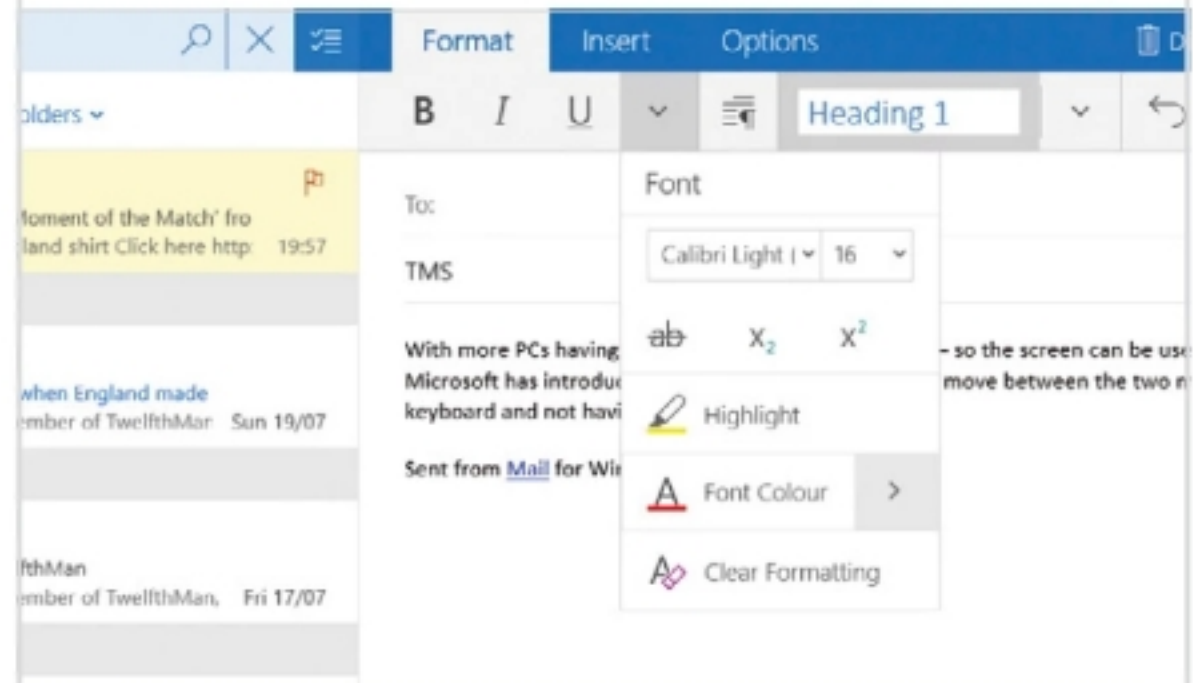 Format Insert Options D
olders
B I U Heading 1
Moment of the Match' fro
land shirt Click here http: 19:57
when England made
ember of TwelfthMan Sun 19/07
fthMan
ember of TwelfthMan, Fri 17/07
To:
TMS
With more PCs having
– so the screen can be use
Microsoft has introdu
move between the two m
keyboard and not havi
Sent from Mail for Win
Font
Calibri Light ( 16
ab X₂ X²
Highlight
A Font Colour
A Clear Formatting